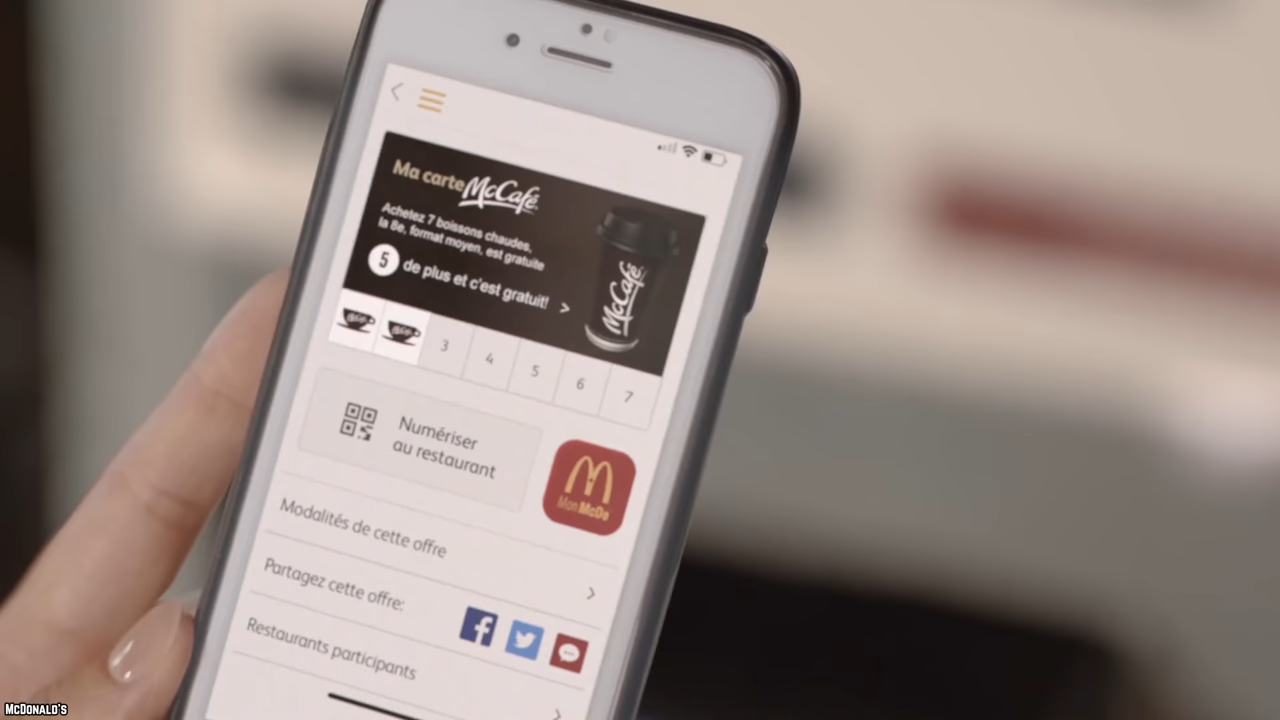 Ma carte McCafé
Achetez 7 boissons chaudes,
la 8e, format moyen, est gratuite
5 de plus et c'est gratuit! >
McCafé
3 4 5 6 7
Numériser
au restaurant
M
Mon McDo
Modalités de cette offre
Partagez cette offre:
Restaurants participants
McDonald's